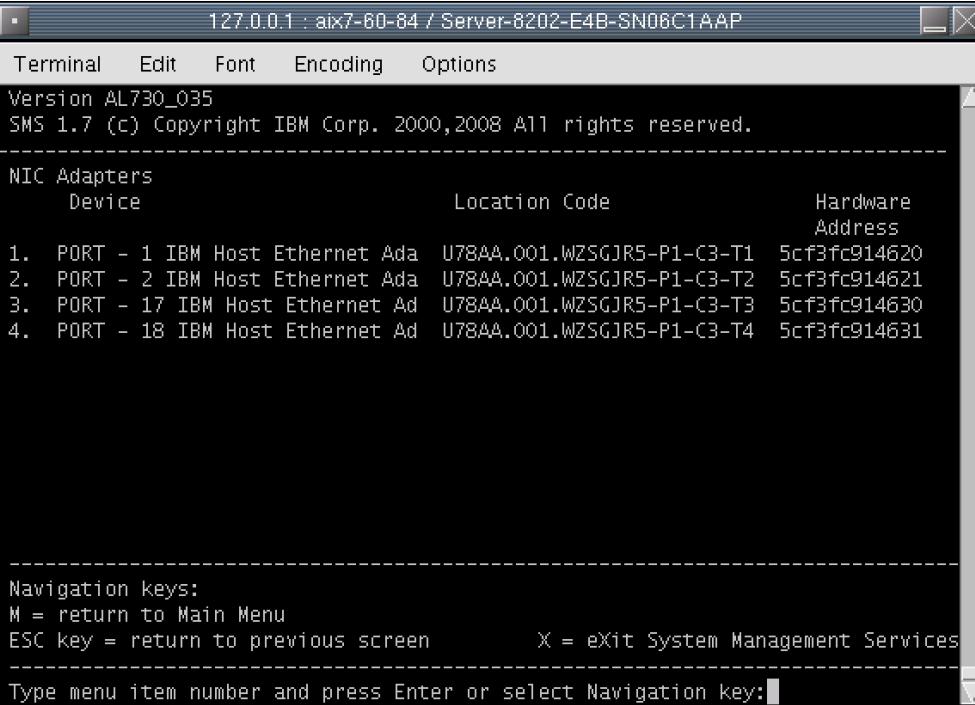 127.0.0.1 : aix7-60-84 / Server-8202-E4B-SN06C1AAP
Terminal Edit Font Encoding Options
Version AL730_035
SMS 1.7 (c) Copyright IBM Corp. 2000,2008 All rights reserved.
-------------------------------------------------------------------------------
NIC Adapters
Device Location Code Hardware
Address
1. PORT - 1 IBM Host Ethernet Ada U78AA.001.WZSGJR5-P1-C3-T1 5cf3fc914620
2. PORT - 2 IBM Host Ethernet Ada U78AA.001.WZSGJR5-P1-C3-T2 5cf3fc914621
3. PORT - 17 IBM Host Ethernet Ad U78AA.001.WZSGJR5-P1-C3-T3 5cf3fc914630
4. PORT - 18 IBM Host Ethernet Ad U78AA.001.WZSGJR5-P1-C3-T4 5cf3fc914631
-------------------------------------------------------------------------------
Navigation keys:
M = return to Main Menu
ESC key = return to previous screen X = eXit System Management Services
-------------------------------------------------------------------------------
Type menu item number and press Enter or select Navigation key: